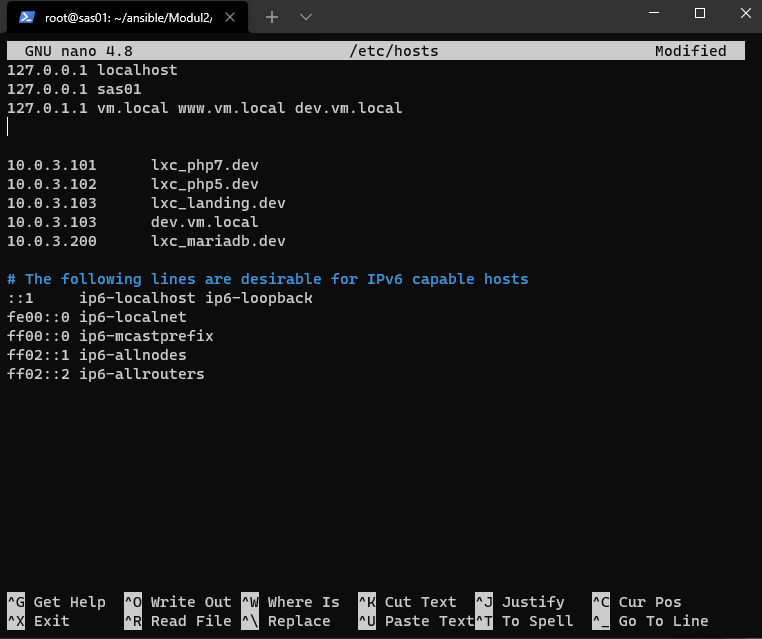 root@sas01: ~/ansible/Modul2/
GNU nano 4.8 /etc/hosts Modified
127.0.0.1 localhost
127.0.0.1 sas01
127.0.1.1 vm.local www.vm.local dev.vm.local
10.0.3.101 lxc_php7.dev
10.0.3.102 lxc_php5.dev
10.0.3.103 lxc_landing.dev
10.0.3.103 dev.vm.local
10.0.3.200 lxc_mariadb.dev
# The following lines are desirable for IPv6 capable hosts
::1 ip6-localhost ip6-loopback
fe00::0 ip6-localnet
ff00::0 ip6-mcastprefix
ff02::1 ip6-allnodes
ff02::2 ip6-allrouters
^G Get Help ^O Write Out ^W Where Is ^K Cut Text ^J Justify ^C Cur Pos
^X Exit ^R Read File ^\ Replace ^U Paste Text ^T To Spell ^_ Go To Line